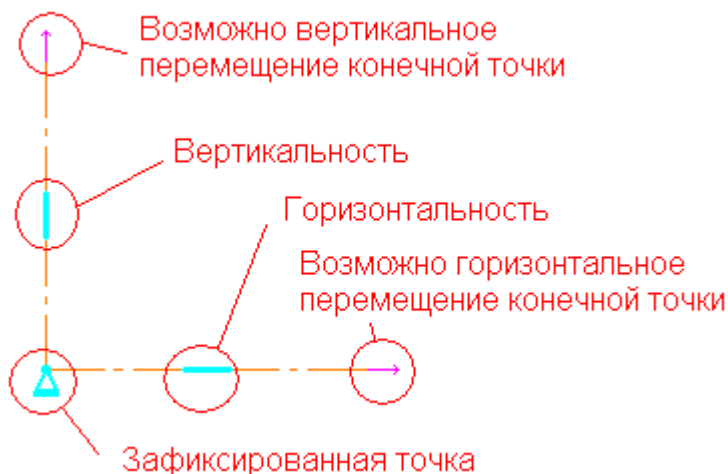 Возможно вертикальное
перемещение конечной точки
Вертикальность
Горизонтальность
Возможно горизонтальное
перемещение конечной точки
Зафиксированная точка